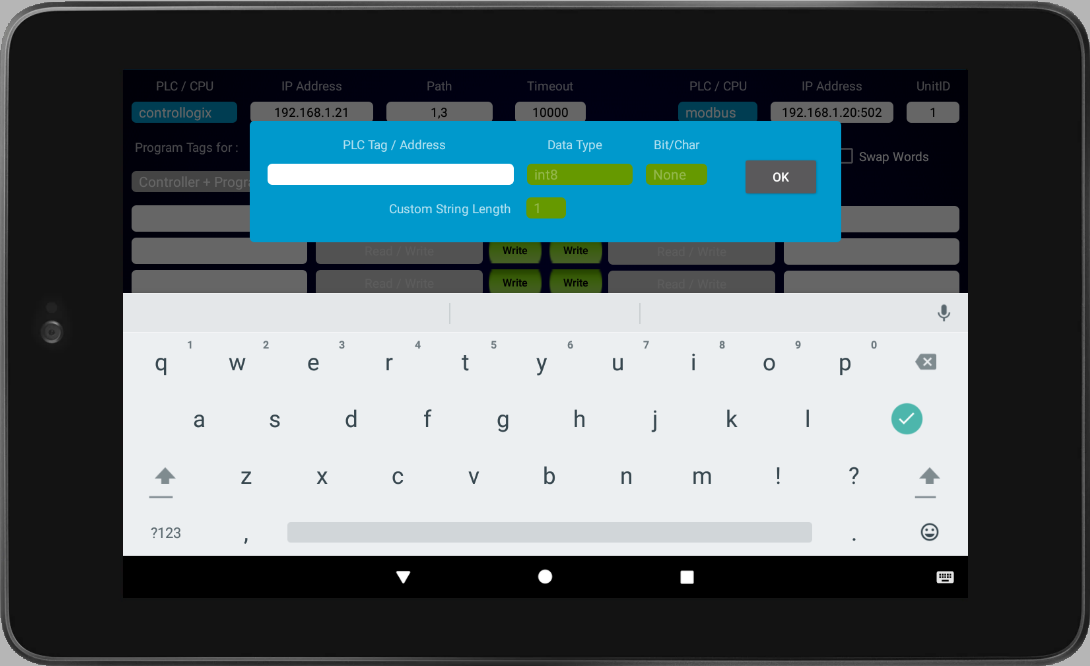 PLC / CPU IP Address Path Timeout PLC / CPU IP Address UnitID
controllogix 192.168.1.21 1,3 10000 modbus 192.168.1.20:502 1
Program Tags for : PLC Tag / Address Data Type Bit/Char Swap Words
Controller + Progra int8 None OK
Custom String Length 1
Read / Write Write Write Read / Write
Read / Write Write Write Read / Write
1 2 3 4 5 6 7 8 9 0
q w e r t y u i o p
a s d f g h j k l
z x c v b n m ! ?
?123 , .